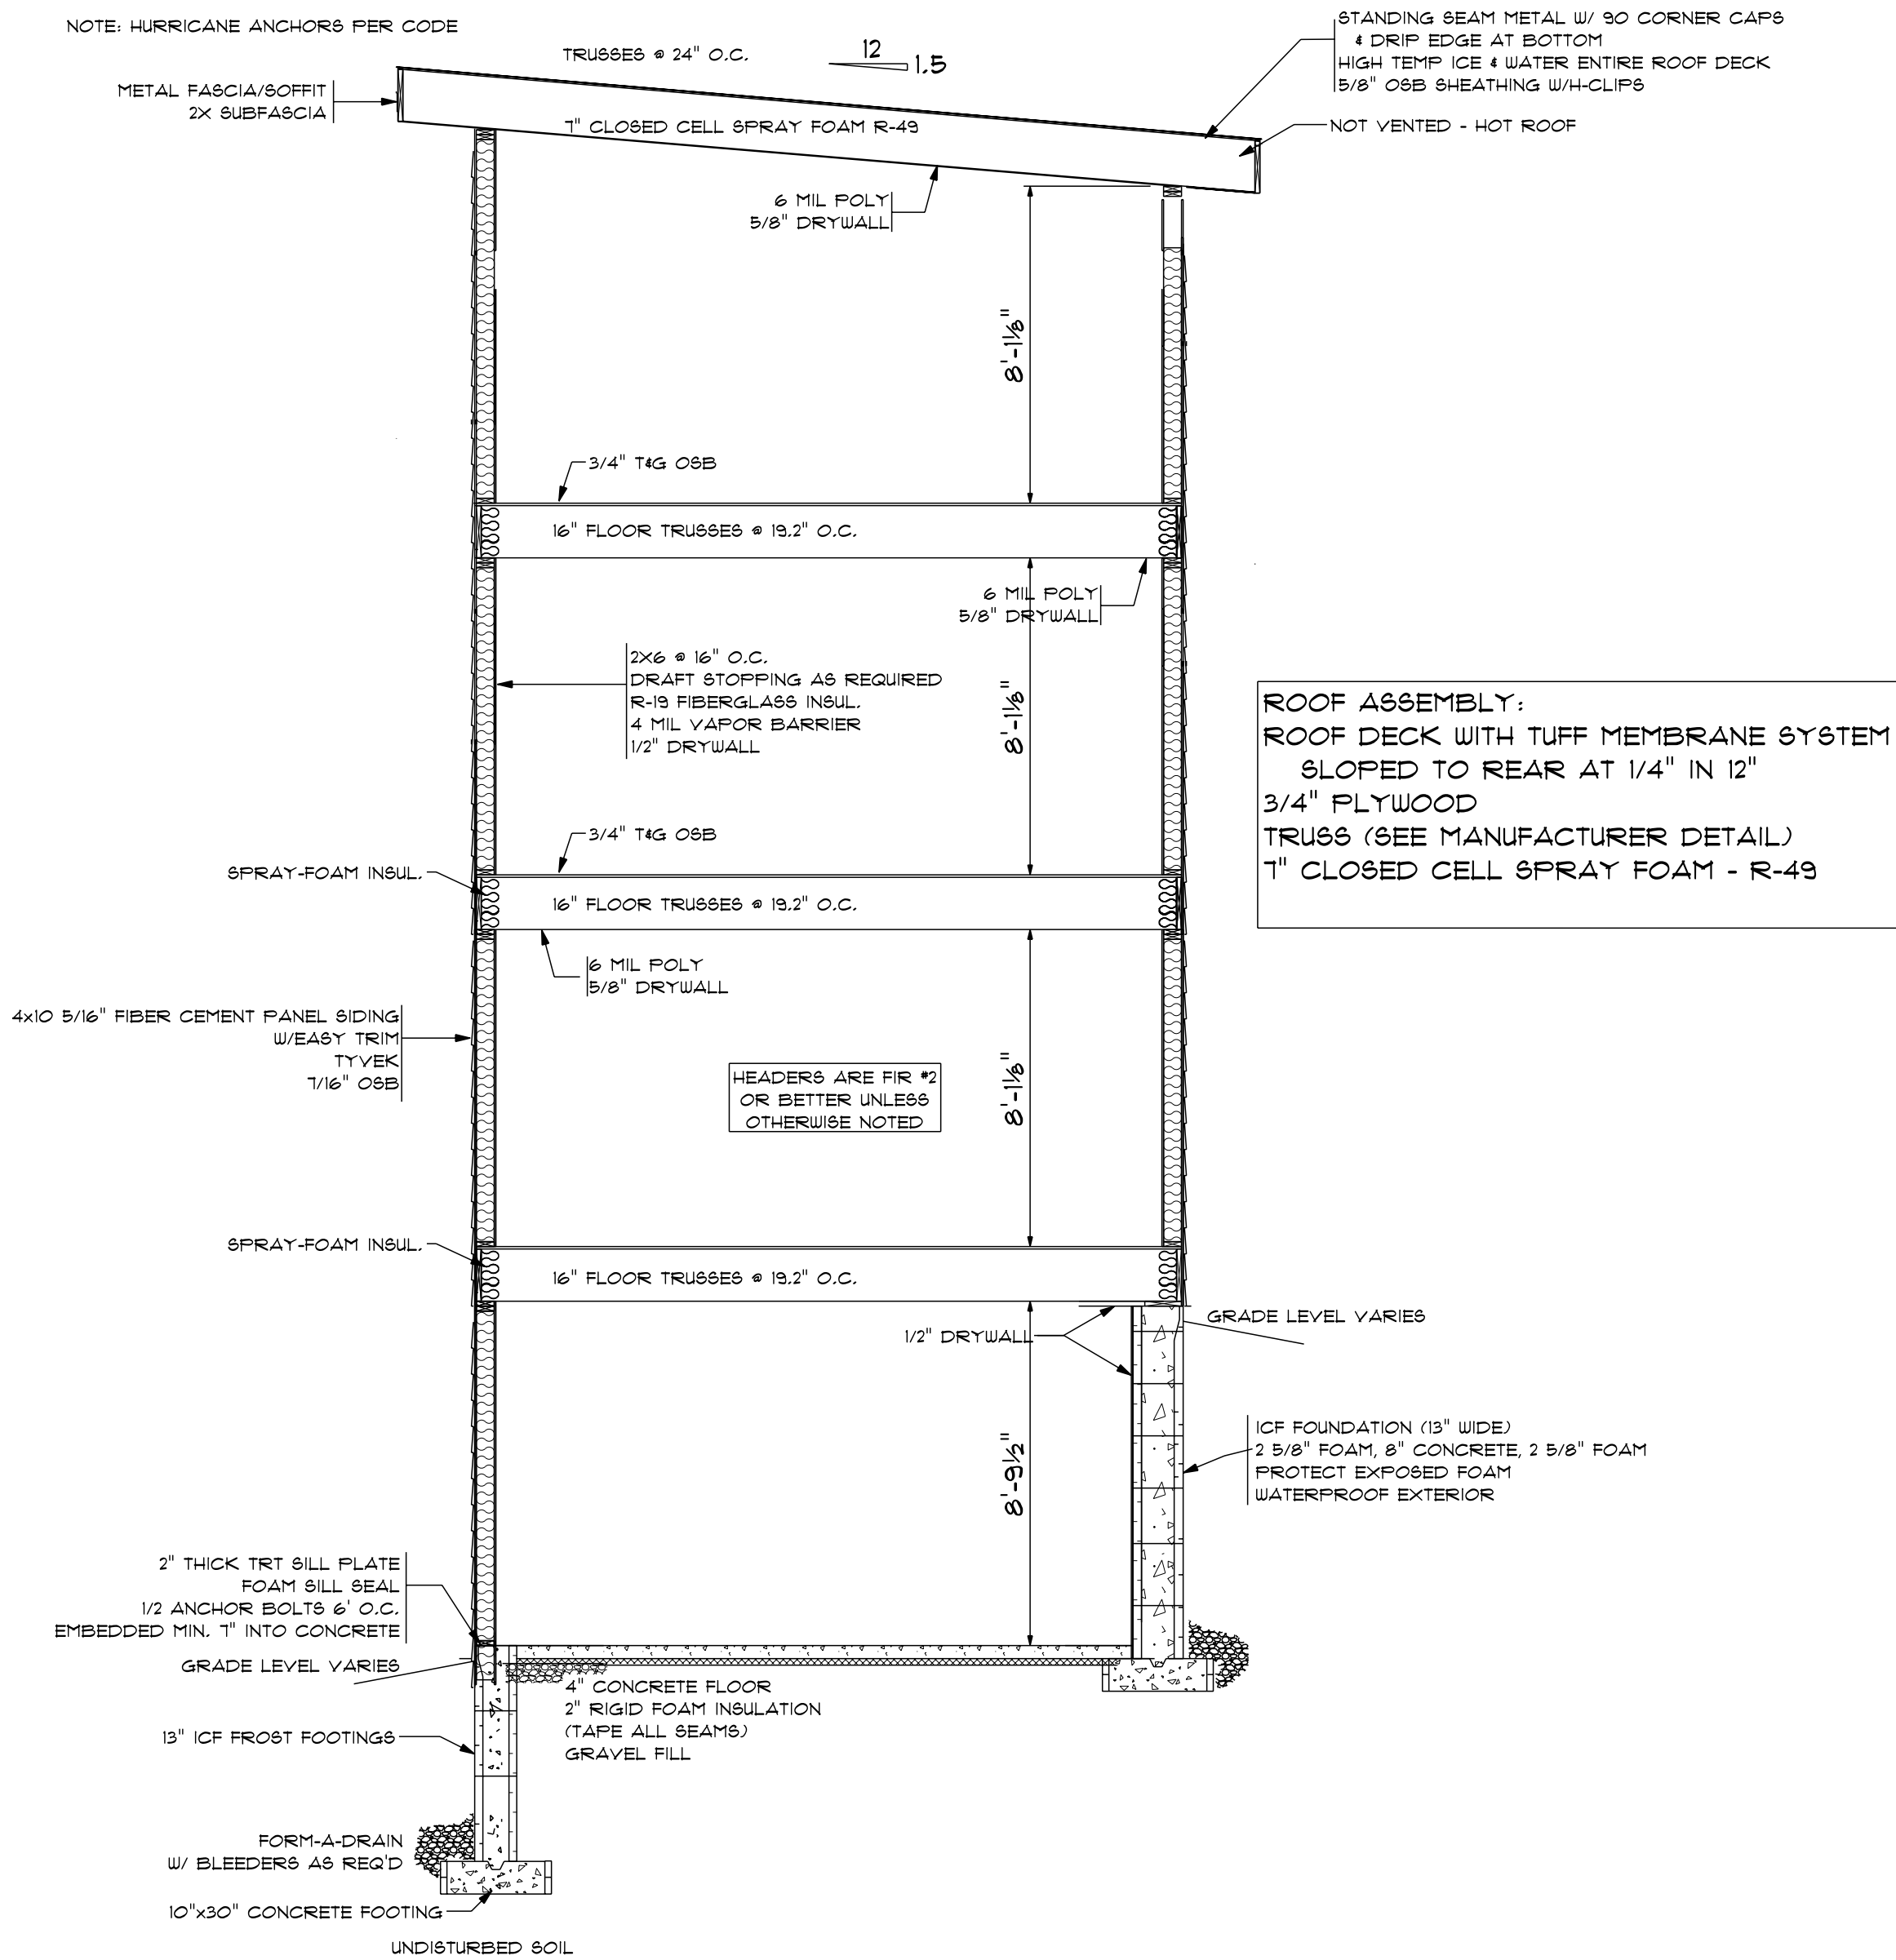 NOTE: HURRICANE ANCHORS PER CODE
TRUSSES @ 24" O.C.
12
1.5
STANDING SEAM METAL W/ 90 CORNER CAPS
& DRIP EDGE AT BOTTOM
HIGH TEMP ICE & WATER ENTIRE ROOF DECK
5/8" OSB SHEATHING W/H-CLIPS
METAL FASCIA/SOFFIT
2X SUBFASCIA
7" CLOSED CELL SPRAY FOAM R-49
NOT VENTED - HOT ROOF
6 MIL POLY
5/8" DRYWALL
8'-1 1/8"
3/4" T&G OSB
16" FLOOR TRUSSES @ 19.2" O.C.
6 MIL POLY
5/8" DRYWALL
2X6 @ 16" O.C.
DRAFT STOPPING AS REQUIRED
R-19 FIBERGLASS INSUL.
4 MIL VAPOR BARRIER
1/2" DRYWALL
8'-1 1/8"
ROOF ASSEMBLY:
ROOF DECK WITH TUFF MEMBRANE SYSTEM
SLOPED TO REAR AT 1/4" IN 12"
3/4" PLYWOOD
TRUSS (SEE MANUFACTURER DETAIL)
7" CLOSED CELL SPRAY FOAM - R-49
3/4" T&G OSB
SPRAY-FOAM INSUL.
16" FLOOR TRUSSES @ 19.2" O.C.
6 MIL POLY
5/8" DRYWALL
4x10 5/16" FIBER CEMENT PANEL SIDING
W/EASY TRIM
TYVEK
7/16" OSB
HEADERS ARE FIR #2
OR BETTER UNLESS
OTHERWISE NOTED
8'-1 1/8"
SPRAY-FOAM INSUL.
16" FLOOR TRUSSES @ 19.2" O.C.
GRADE LEVEL VARIES
1/2" DRYWALL
8'-9 1/2"
ICF FOUNDATION (13" WIDE)
2 5/8" FOAM, 8" CONCRETE, 2 5/8" FOAM
PROTECT EXPOSED FOAM
WATERPROOF EXTERIOR
2" THICK TRT SILL PLATE
FOAM SILL SEAL
1/2 ANCHOR BOLTS 6' O.C.
EMBEDDED MIN. 7" INTO CONCRETE
GRADE LEVEL VARIES
4" CONCRETE FLOOR
2" RIGID FOAM INSULATION
(TAPE ALL SEAMS)
GRAVEL FILL
13" ICF FROST FOOTINGS
FORM-A-DRAIN
W/ BLEEDERS AS REQ'D
10"x30" CONCRETE FOOTING
UNDISTURBED SOIL